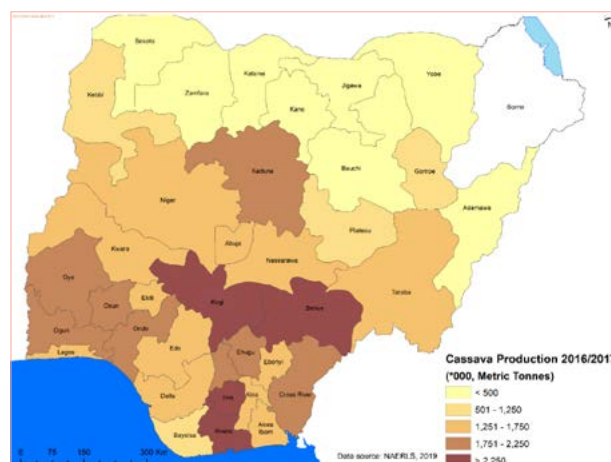 Sokoto
Katsina
Yobe
Zamfara
Jigawa
Kano
Borno
Kebbi
Kaduna
Bauchi
Gombe
Adamawa
Niger
Plateau
Abuja
Kwara
Nassarawa
Taraba
Oyo
Ekiti
Kogi
Benue
Osun
Ogun
Ondo
Edo
Enugu
Ebonyi
Lagos
Delta
Imo
Abia
Cross River
Akwa
Ibom
Bayelsa
Rivers
Cassava Production 2016/2017
(*000, Metric Tonnes)
< 500
501 - 1,250
1,251 - 1,750
1,751 - 2,250
> 2,250
0 75 150 300 Km
Data source: NAERLS, 2019